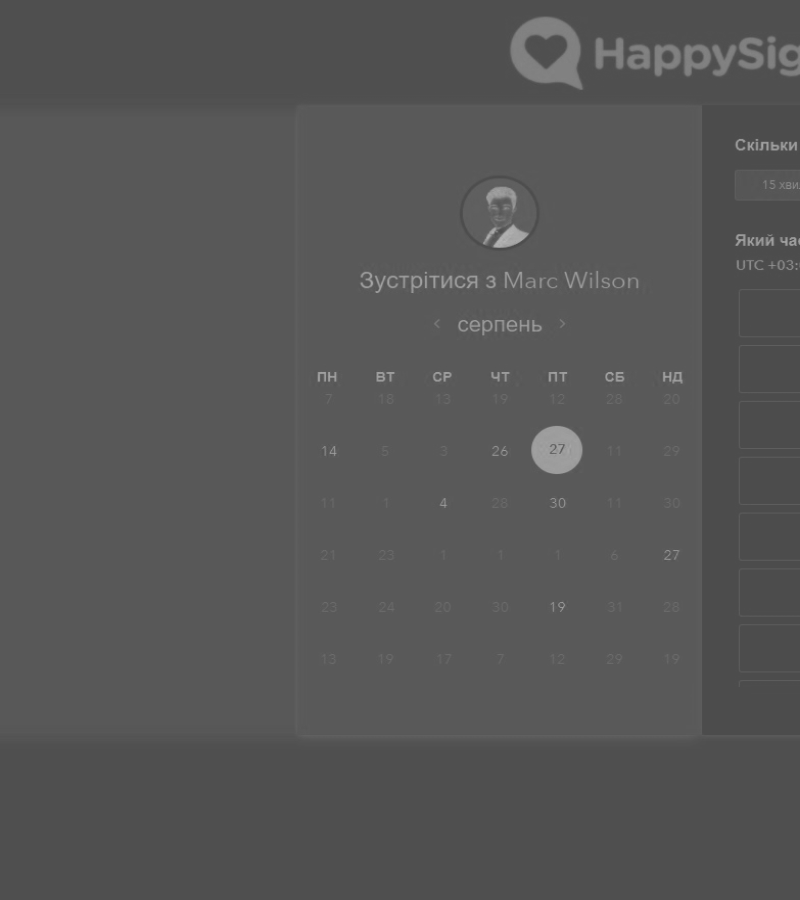 HappySig
Зустрітися з Marc Wilson
серпень
ПН ВТ СР ЧТ ПТ СБ НД
7 18 13 19 12 28 20
14 5 3 26 27 11 29
11 1 4 28 30 11 30
21 23 1 1 1 6 27
23 24 20 30 19 31 28
13 19 17 7 12 29 19
Скільки
15 хви
Який час
UTC +03: